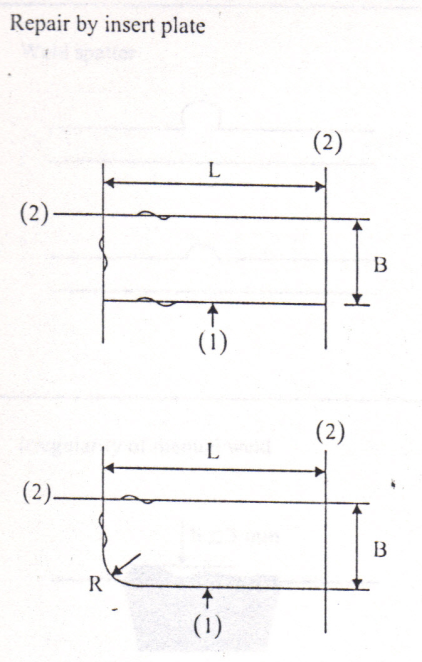 Repair by insert plate
(2)
L
(2)
B
(1)
(2)
L
(2)
B
R
(1)